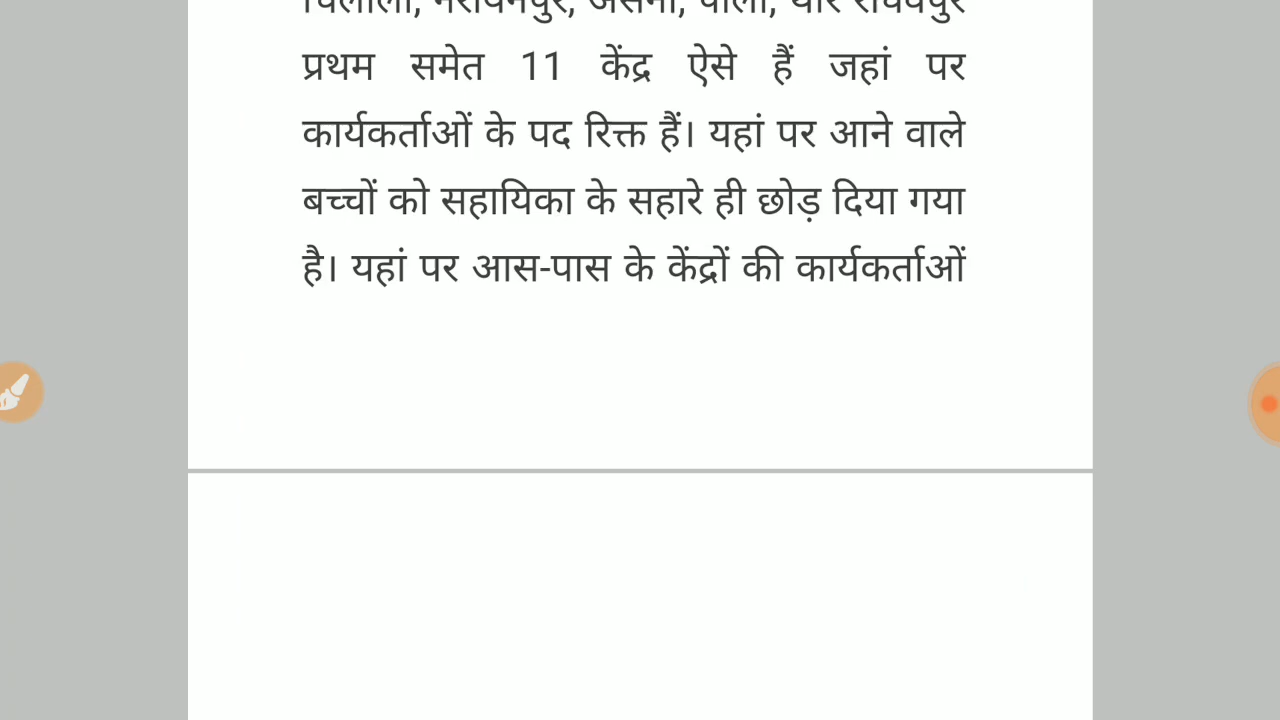 प्रथम समेत 11 केंद्र ऐसे हैं जहां पर
कार्यकर्ताओं के पद रिक्त हैं। यहां पर आने वाले
बच्चों को सहायिका के सहारे ही छोड़ दिया गया
है। यहां पर आस-पास के केंद्रों की कार्यकर्ताओं